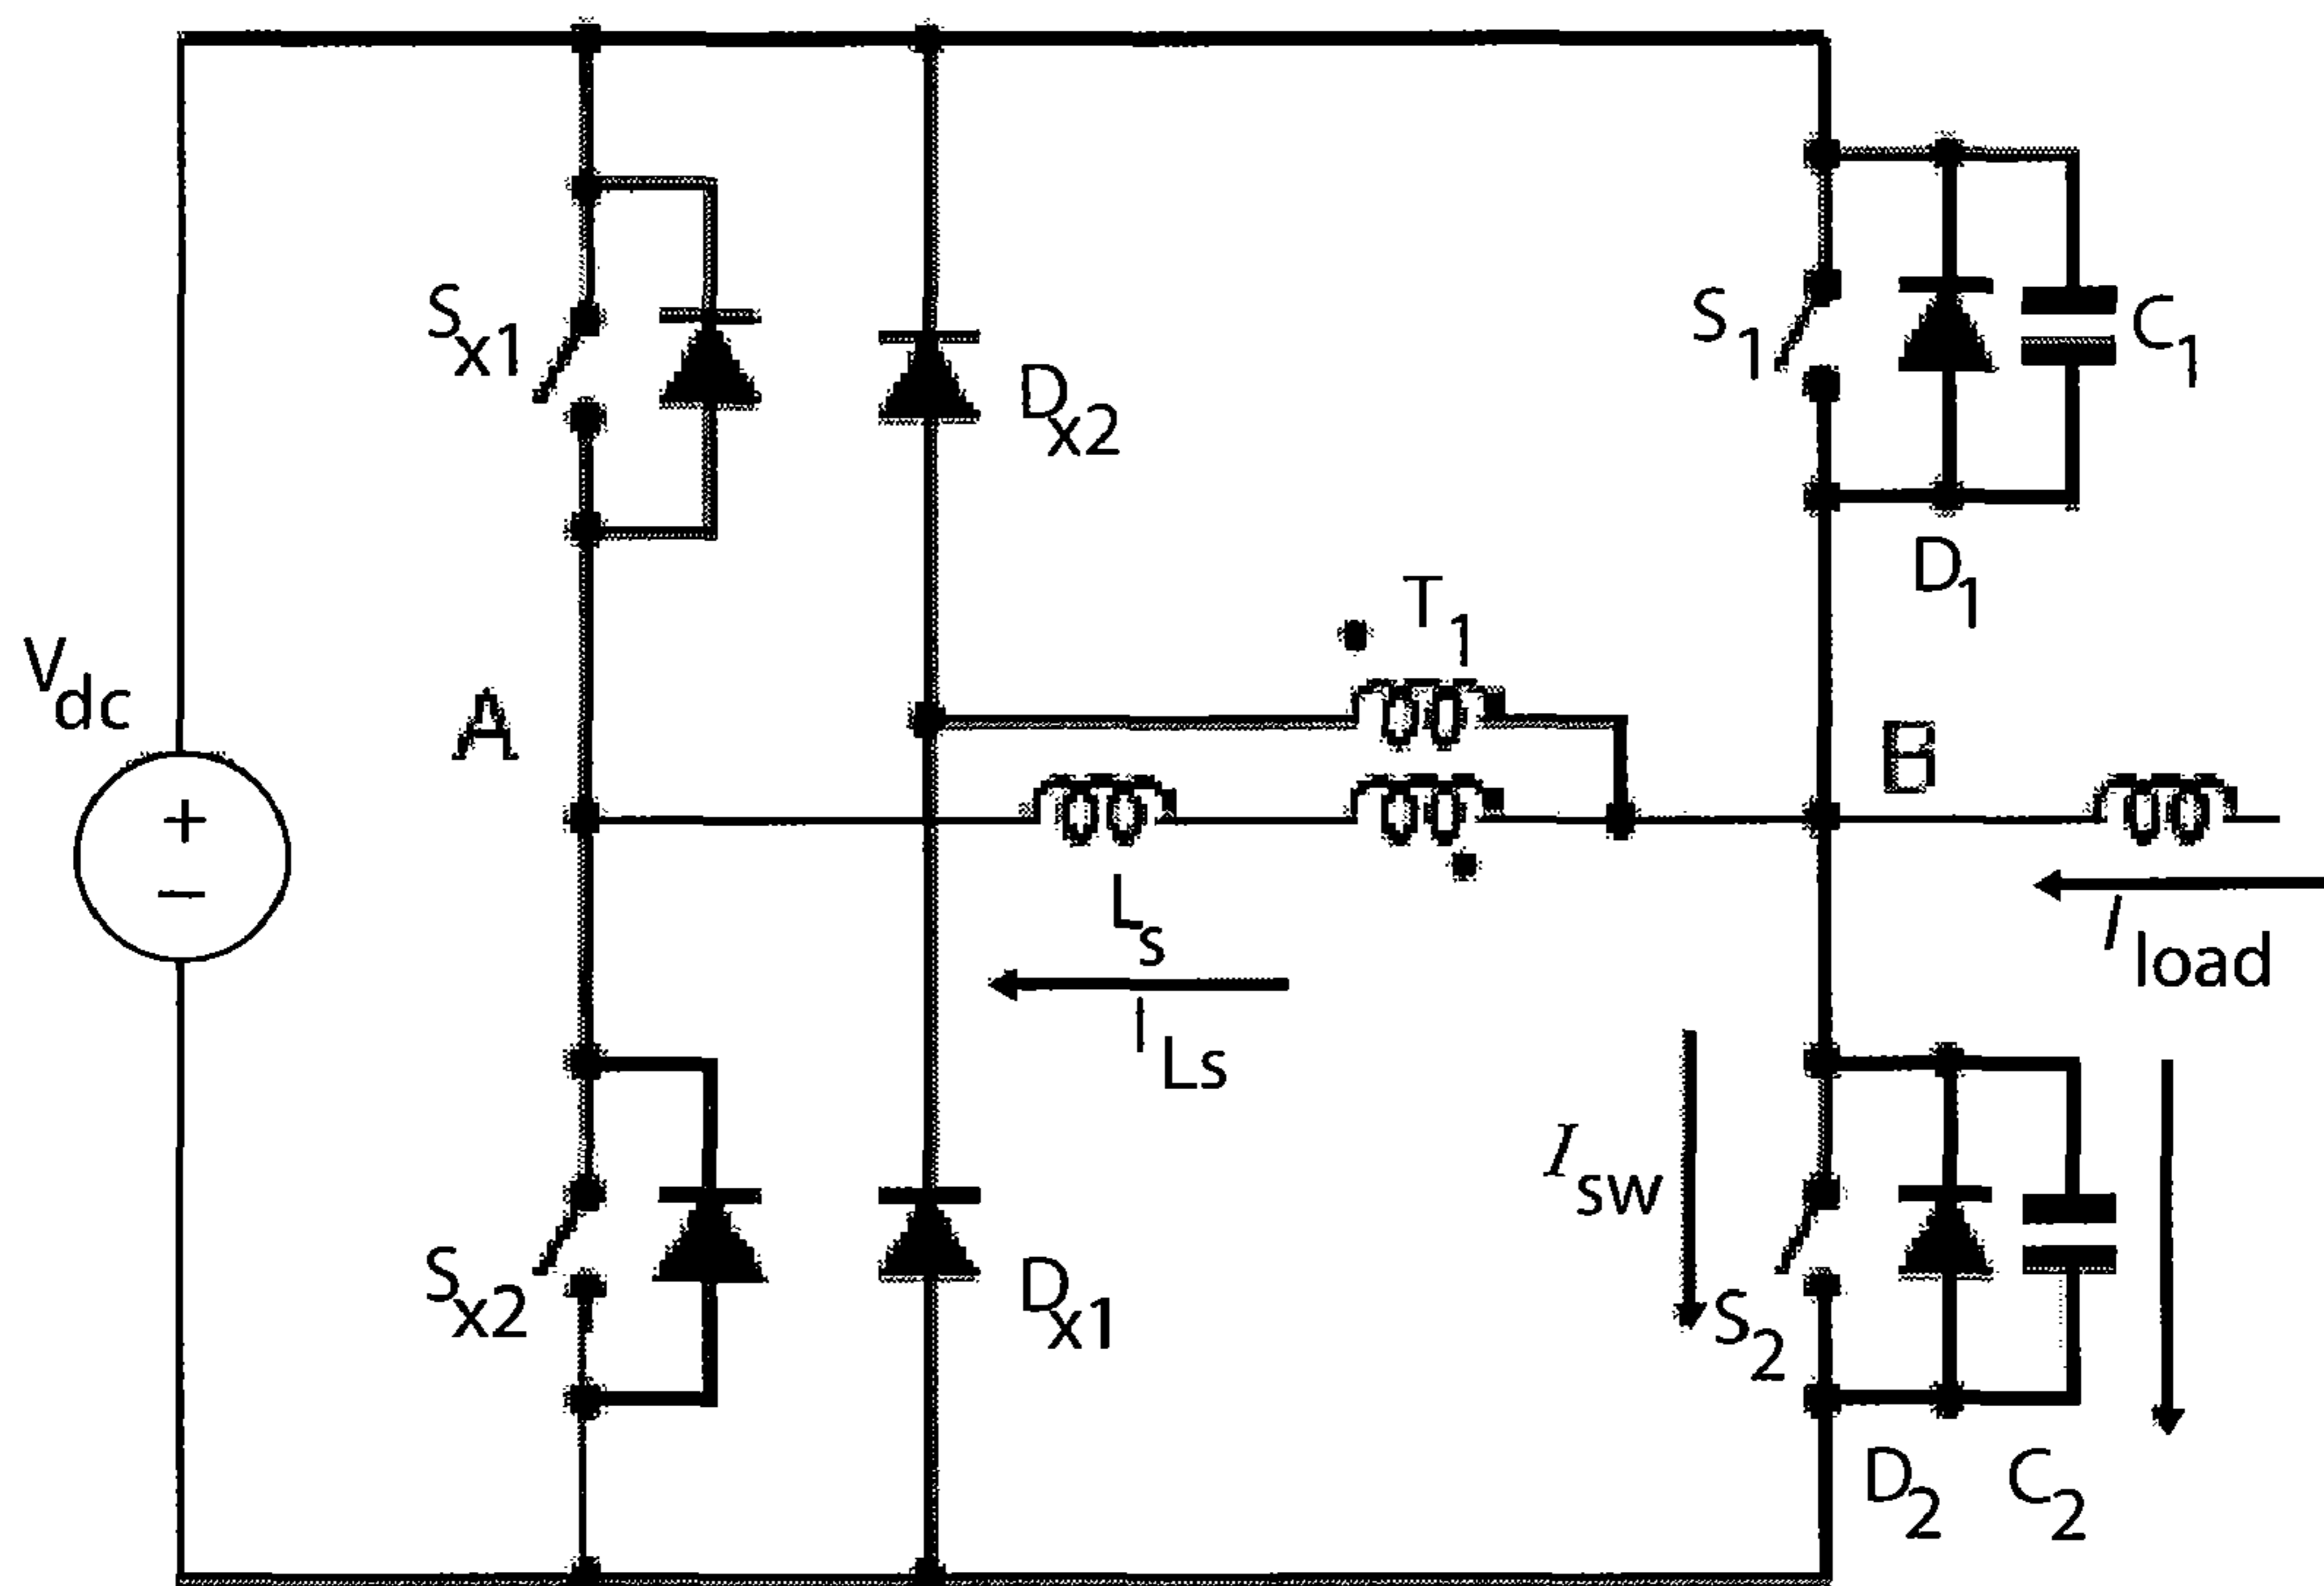 Sx1
Dx2
S1
C1
D1
T1
Vdc
A
B
+
−
Ls
ILs
Iload
Isw
Sx2
Dx1
S2
D2
C2